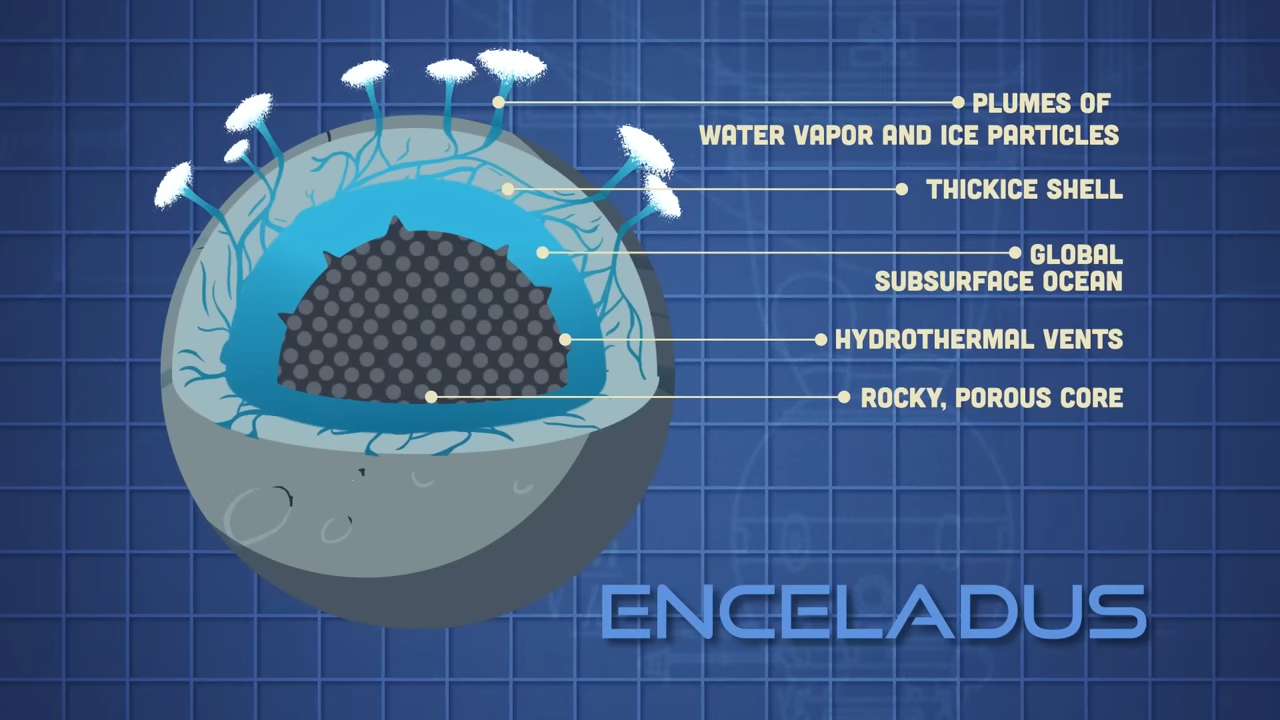 PLUMES OF
WATER VAPOR AND ICE PARTICLES
THICKICE SHELL
GLOBAL
SUBSURFACE OCEAN
HYDROTHERMAL VENTS
ROCKY, POROUS CORE
ENCELADUS